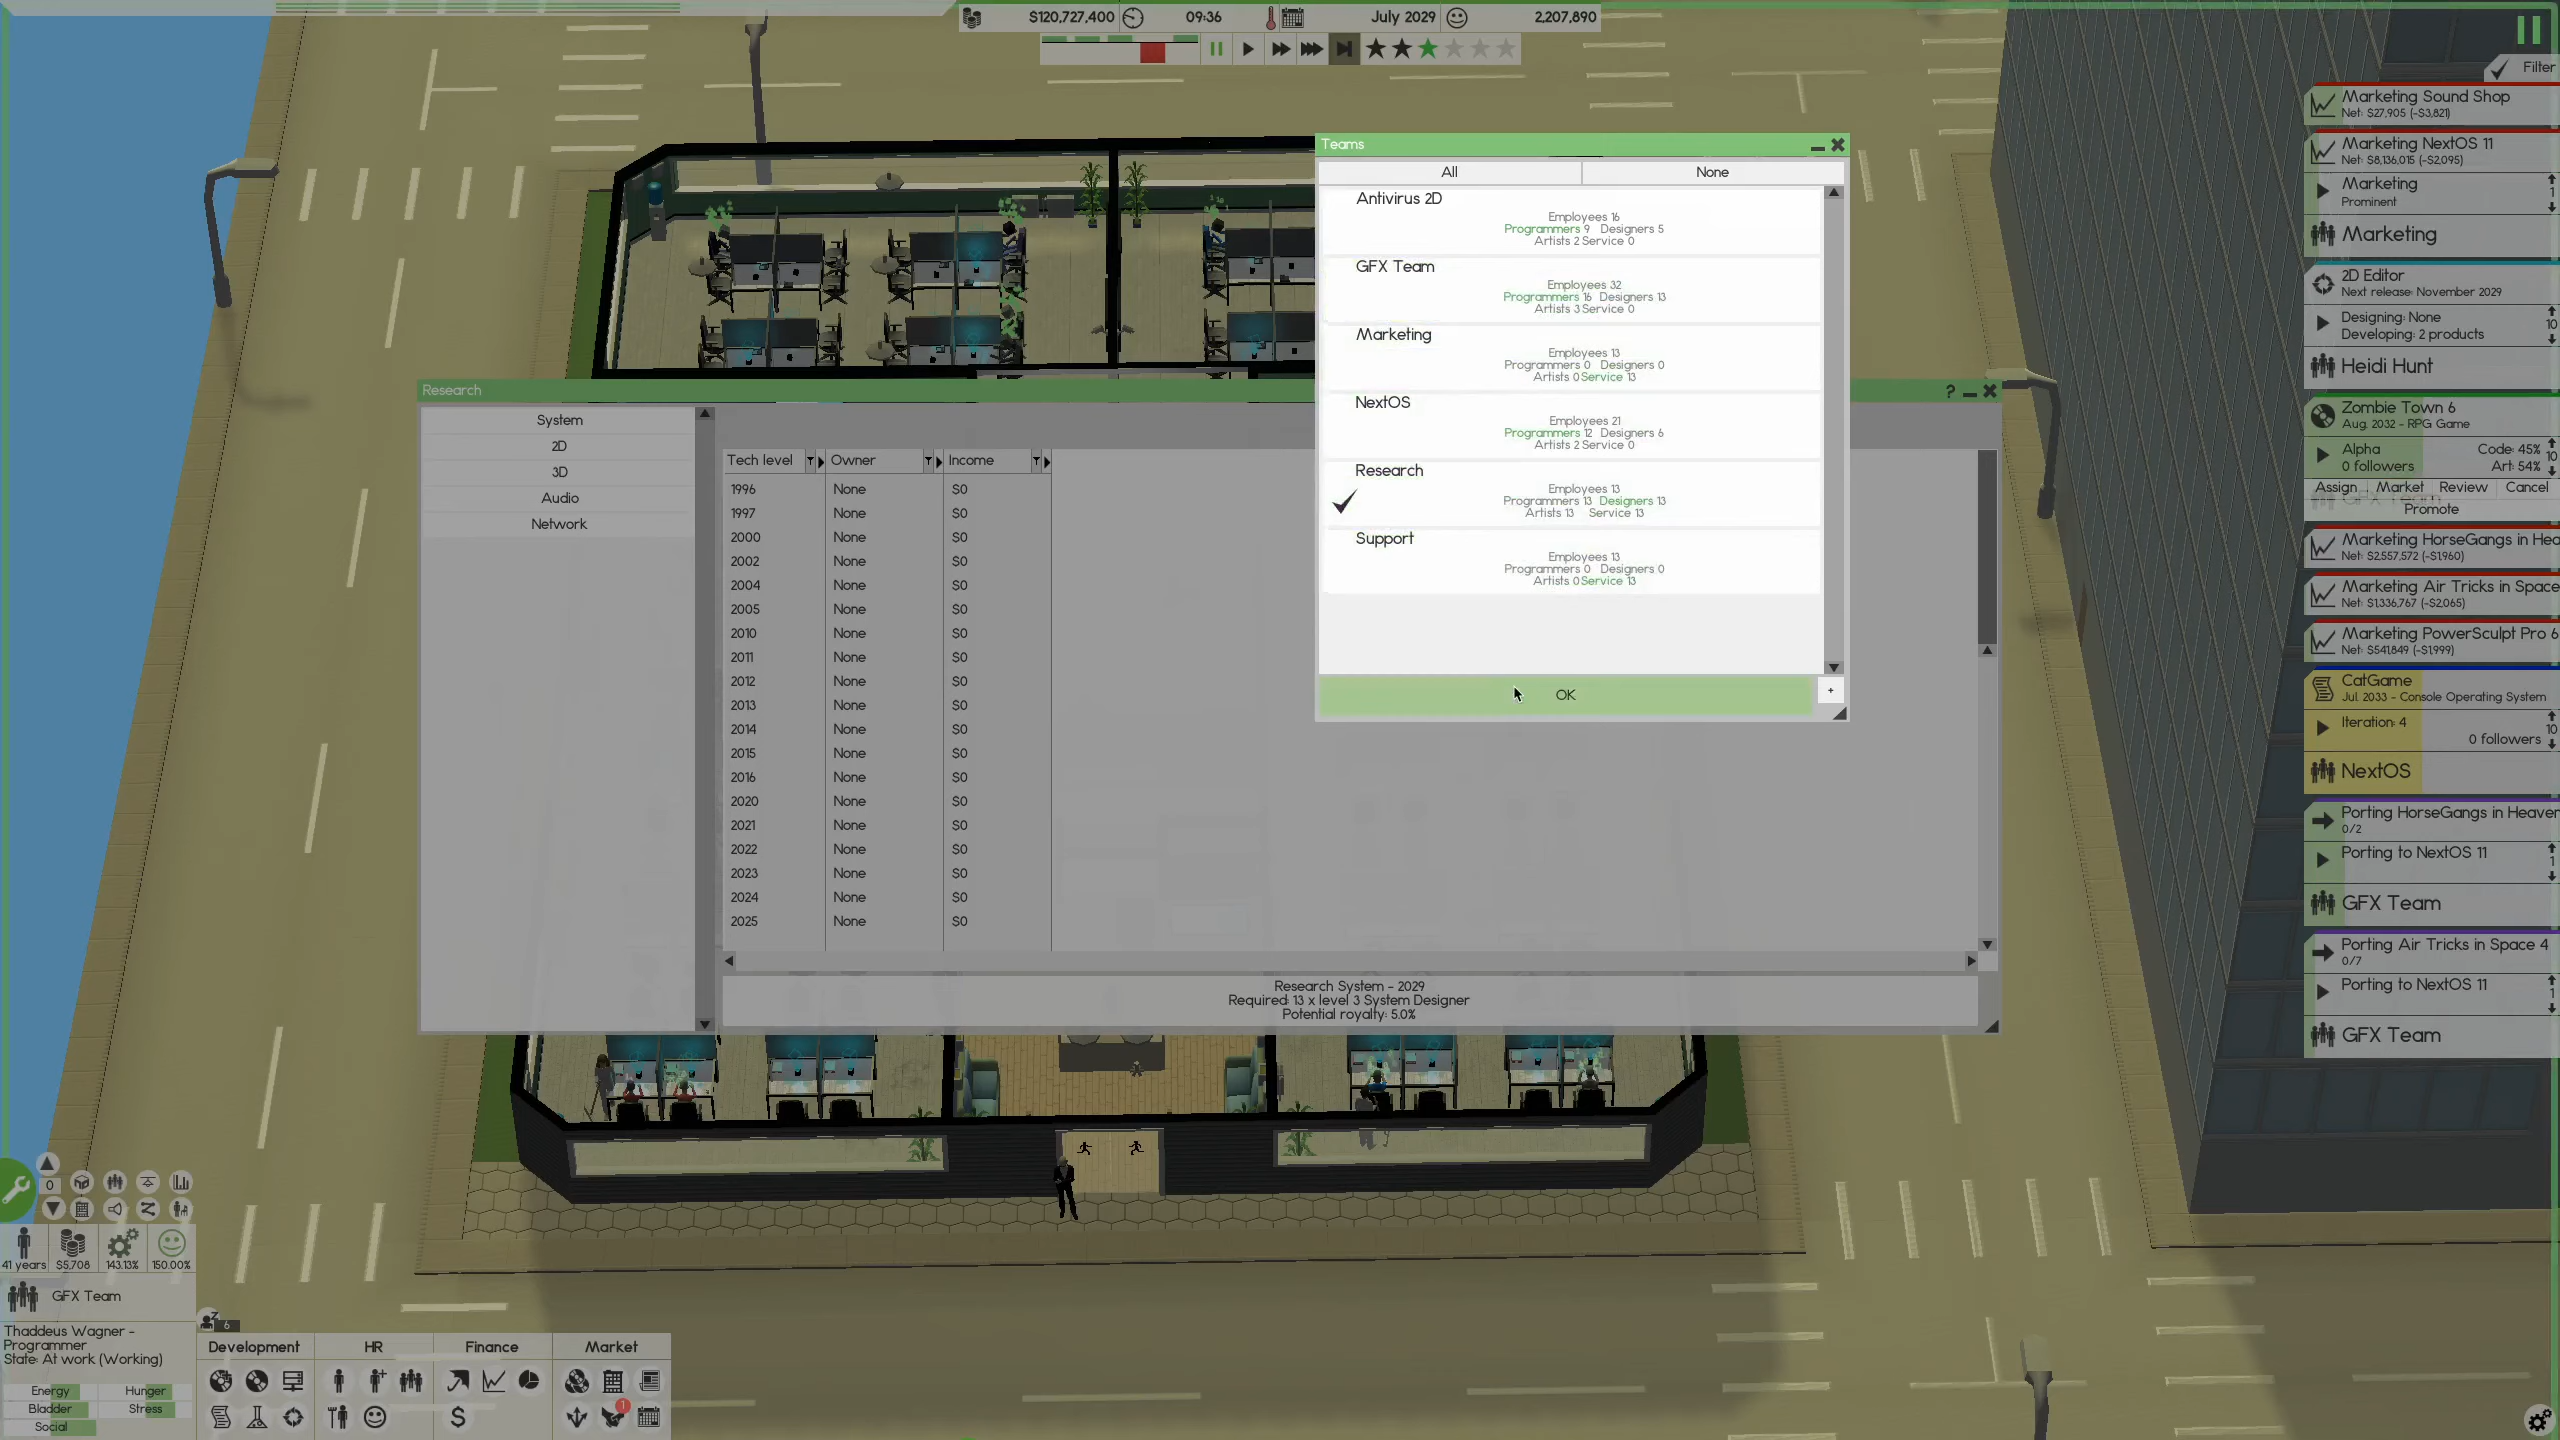 $120,727,400
09:36
July 2029
2,207,890
Filter
Teams
All
None
Antivirus 2D
Employees 16
Programmers 9 Designers 5
Artists 2 Service 0
GFX Team
Employees 32
Programmers 16 Designers 13
Artists 3 Service 0
Marketing
Employees 13
Programmers 0 Designers 0
Artists 0 Service 13
NextOS
Employees 21
Programmers 12 Designers 6
Artists 2 Service 0
Research
Employees 13
Programmers 13 Designers 13
Artists 13 Service 13
Support
Employees 13
Programmers 0 Designers 0
Artists 0 Service 13
OK
+
Research
?
System
2D
3D
Audio
Network
Tech level Owner Income
1996 None $0
1997 None $0
2000 None $0
2002 None $0
2004 None $0
2005 None $0
2010 None $0
2011 None $0
2012 None $0
2013 None $0
2014 None $0
2015 None $0
2016 None $0
2020 None $0
2021 None $0
2022 None $0
2023 None $0
2024 None $0
2025 None $0
Research System - 2029
Required: 13 x level 3 System Designer
Potential royalty: 5.0%
Marketing Sound Shop
Net: $27,905 (-$3,821)
Marketing NextOS 11
Net: $8,136,015 (-$2,095)
Marketing
Prominent
1
Marketing
2D Editor
Next release: November 2029
Designing: None
Developing: 2 products
10
Heidi Hunt
Zombie Town 6
Aug. 2032 - RPG Game
Alpha
0 followers
Code: 45%
Art: 54%
10
Assign Market Review Cancel
GFX Team
Promote
Marketing HorseGangs in Hea
Net: $2,557,572 (-$1,960)
Marketing Air Tricks in Space
Net: $1,336,767 (-$2,065)
Marketing PowerSculpt Pro 6
Net: $541,849 (-$1,999)
CatGame
Jul. 2033 - Console Operating System
Iteration: 4
0 followers
10
NextOS
Porting HorseGangs in Heaven
0/2
Porting to NextOS 11
1
GFX Team
Porting Air Tricks in Space 4
0/7
Porting to NextOS 11
1
GFX Team
0
41 years
$5,708
143.13%
150.00%
GFX Team
Thaddeus Wagner -
Programmer
State: At work (Working)
Energy
Hunger
Bladder
Stress
Social
z
6
Development
HR
Finance
Market
1